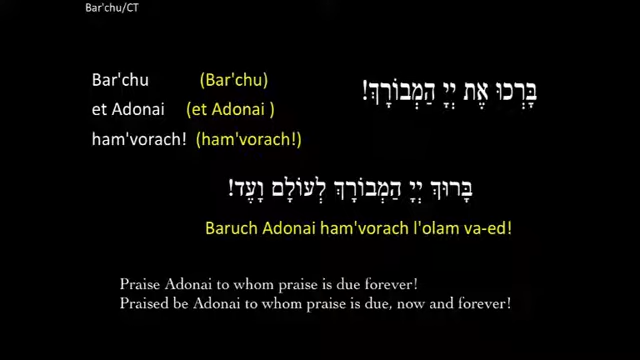 Bar'chu/CT
Bar'chu (Bar'chu)
et Adonai (et Adonai )
ham'vorach! (ham'vorach!)
בָּרְכוּ אֶת יְיָ הַמְבוֹרָךְ!
בָּרוּךְ יְיָ הַמְבוֹרָךְ לְעוֹלָם וָעֶד!
Baruch Adonai ham'vorach l'olam va-ed!
Praise Adonai to whom praise is due forever!
Praised be Adonai to whom praise is due, now and forever!